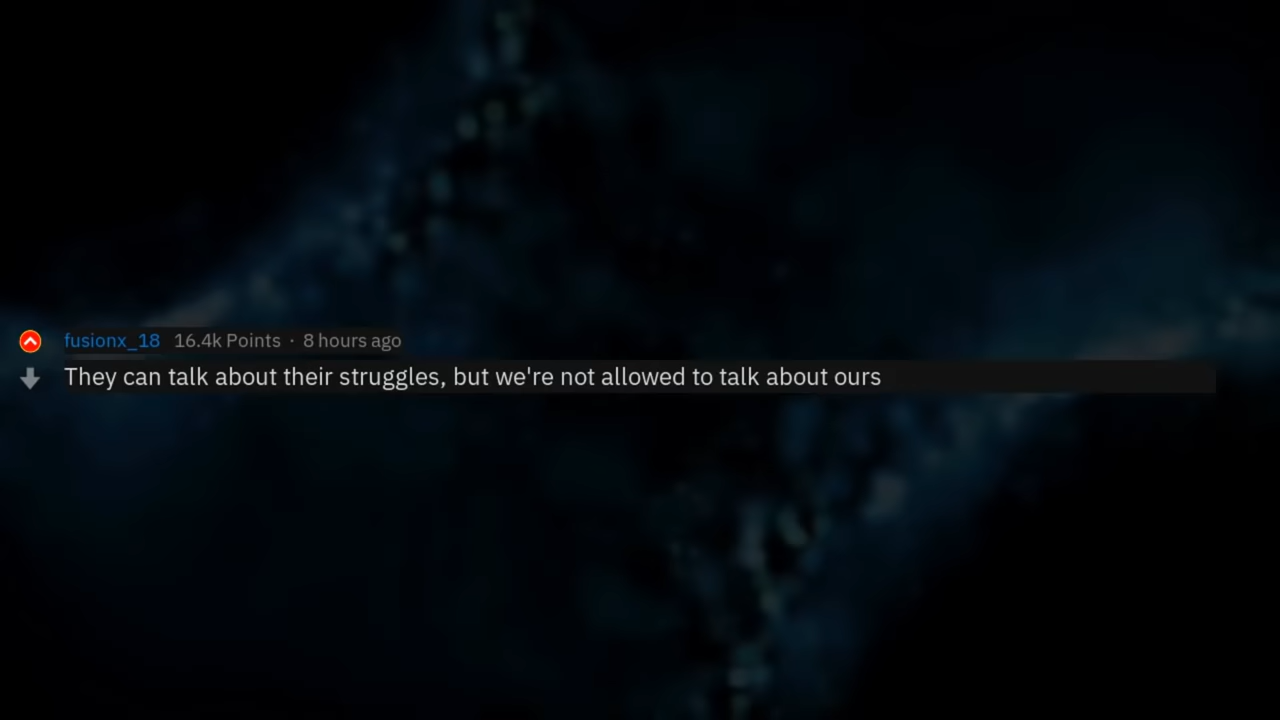 fusionx_18 16.4k Points · 8 hours ago
They can talk about their struggles, but we're not allowed to talk about ours